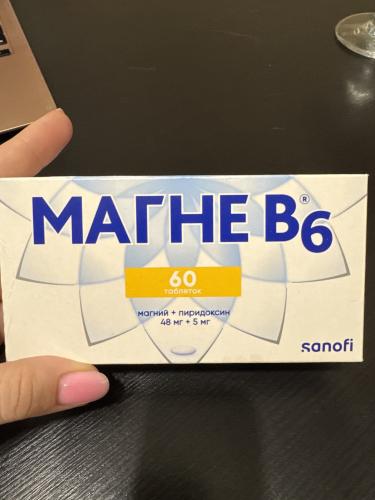 МАГНЕ B6®
60
таблеток
магний + пиридоксин
48 мг + 5 мг
sanofi